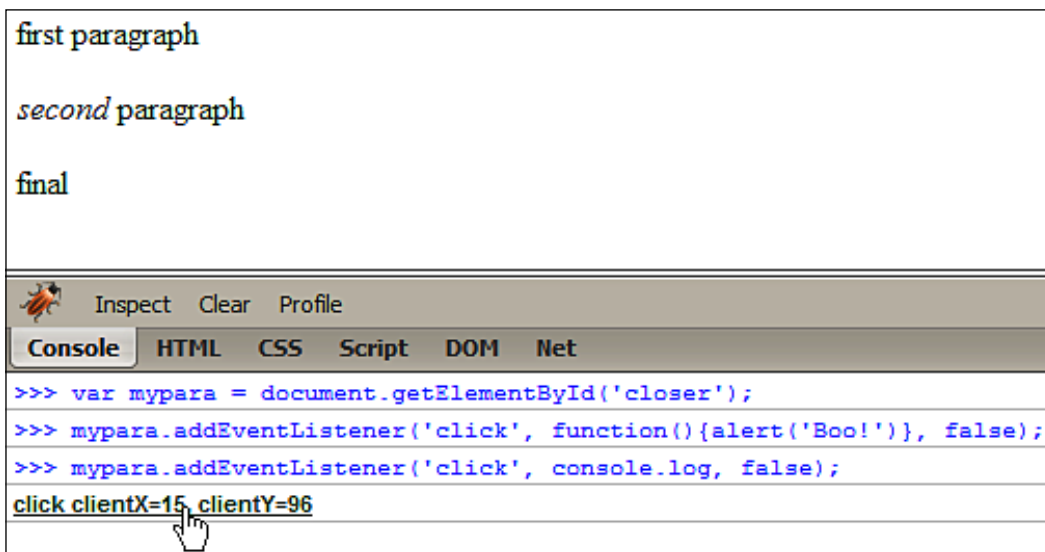 first paragraph
second paragraph
final
Inspect Clear Profile
Console HTML CSS Script DOM Net
>>> var mypara = document.getElementById('closer');
>>> mypara.addEventListener('click', function(){alert('Boo!')}, false);
>>> mypara.addEventListener('click', console.log, false);
click clientX=15, clientY=96